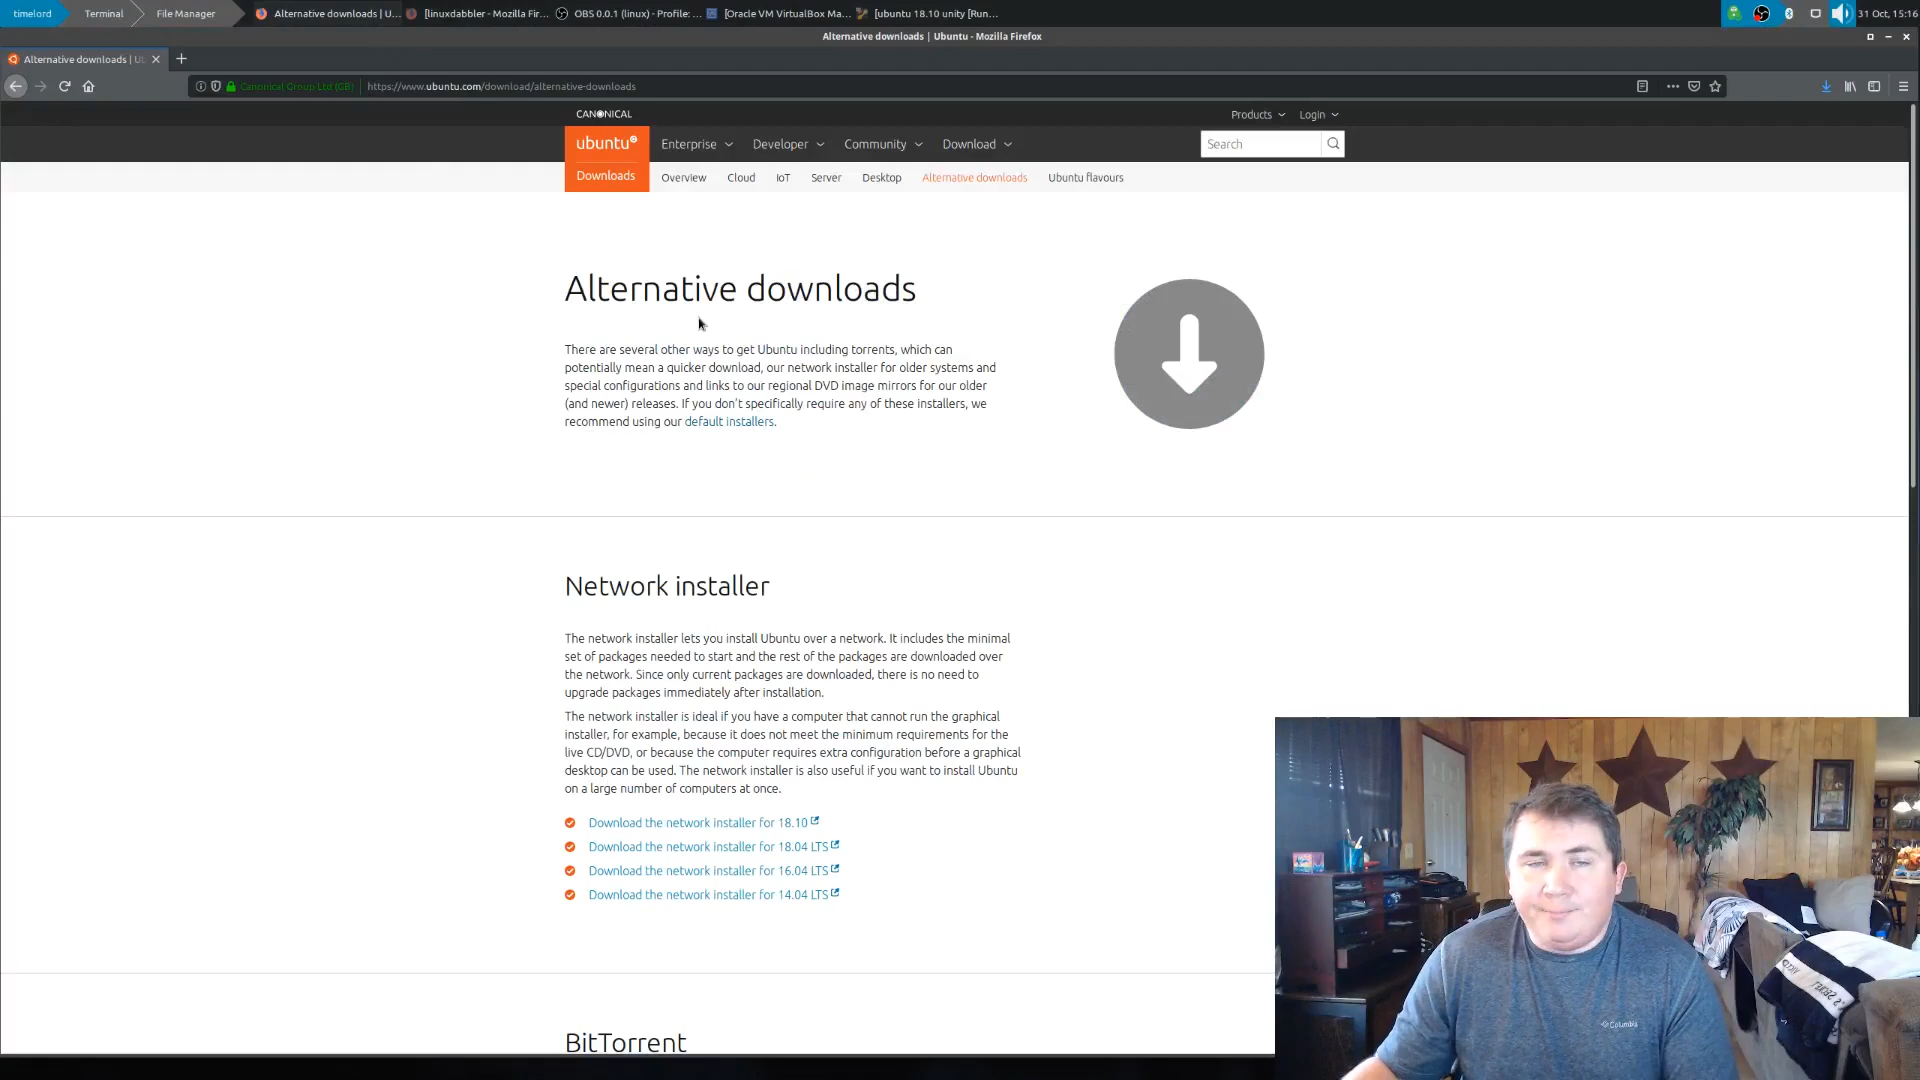 timelord Terminal File Manager Alternative downloads | U... [linuxdabbler - Mozilla Fir... OBS 0.0.1 (linux) - Profile: ... [Oracle VM VirtualBox Ma... [ubuntu 18.10 unity [Run... 31 Oct, 15:16
Alternative downloads | Ubuntu - Mozilla Firefox
Alternative downloads | Ub
Canonical Group Ltd (GB) https://www.ubuntu.com/download/alternative-downloads
CANONICAL Products Login
ubuntu Enterprise Developer Community Download Search
Downloads Overview Cloud IoT Server Desktop Alternative downloads Ubuntu flavours
Alternative downloads
There are several other ways to get Ubuntu including torrents, which can
potentially mean a quicker download, our network installer for older systems and
special configurations and links to our regional DVD image mirrors for our older
(and newer) releases. If you don't specifically require any of these installers, we
recommend using our default installers.
Network installer
The network installer lets you install Ubuntu over a network. It includes the minimal
set of packages needed to start and the rest of the packages are downloaded over
the network. Since only current packages are downloaded, there is no need to
upgrade packages immediately after installation.
The network installer is ideal if you have a computer that cannot run the graphical
installer, for example, because it does not meet the minimum requirements for the
live CD/DVD, or because the computer requires extra configuration before a graphical
desktop can be used. The network installer is also useful if you want to install Ubuntu
on a large number of computers at once.
Download the network installer for 18.10
Download the network installer for 18.04 LTS
Download the network installer for 16.04 LTS
Download the network installer for 14.04 LTS
BitTorrent
Columbia